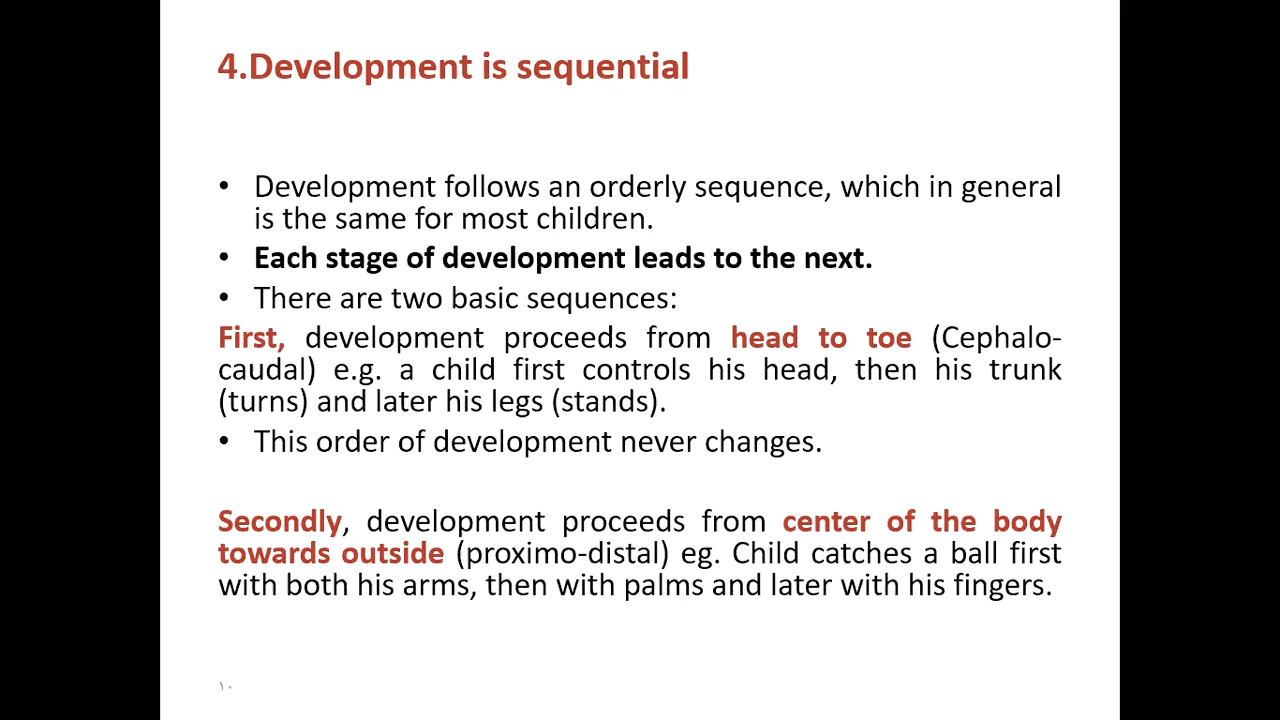 4.Development is sequential
• Development follows an orderly sequence, which in general
is the same for most children.
• Each stage of development leads to the next.
• There are two basic sequences:
First, development proceeds from head to toe (Cephalo-
caudal) e.g. a child first controls his head, then his trunk
(turns) and later his legs (stands).
• This order of development never changes.
Secondly, development proceeds from center of the body
towards outside (proximo-distal) eg. Child catches a ball first
with both his arms, then with palms and later with his fingers.
١٠